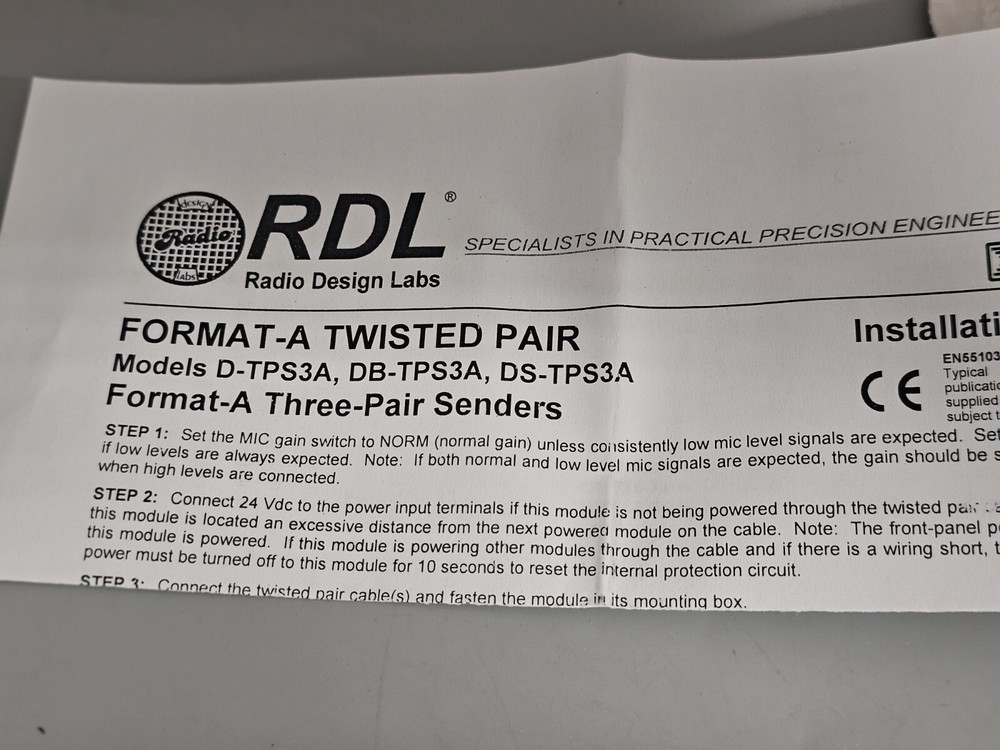 design
Radio
labs
RDL®
Radio Design Labs
SPECIALISTS IN PRACTICAL PRECISION ENGINEE
FORMAT-A TWISTED PAIR
Models D-TPS3A, DB-TPS3A, DS-TPS3A
Format-A Three-Pair Senders
Installati
CE
EN55103
Typical
publicatio
supplied
subject t
STEP 1: Set the MIC gain switch to NORM (normal gain) unless consistently low mic level signals are expected. Set
if low levels are always expected. Note: If both normal and low level mic signals are expected, the gain should be s
when high levels are connected.
STEP 2: Connect 24 Vdc to the power input terminals if this module is not being powered through the twisted
this module is located an excessive distance from the next powered module on the cable. Note: The front-panel p
this module is powered. If this module is powering other modules through the cable and if there is a wiring short, t
power must be turned off to this module for 10 seconds to reset the internal protection circuit.
STEP 3: Connect the twisted pair cable(s) and fasten the module in its mounting box.